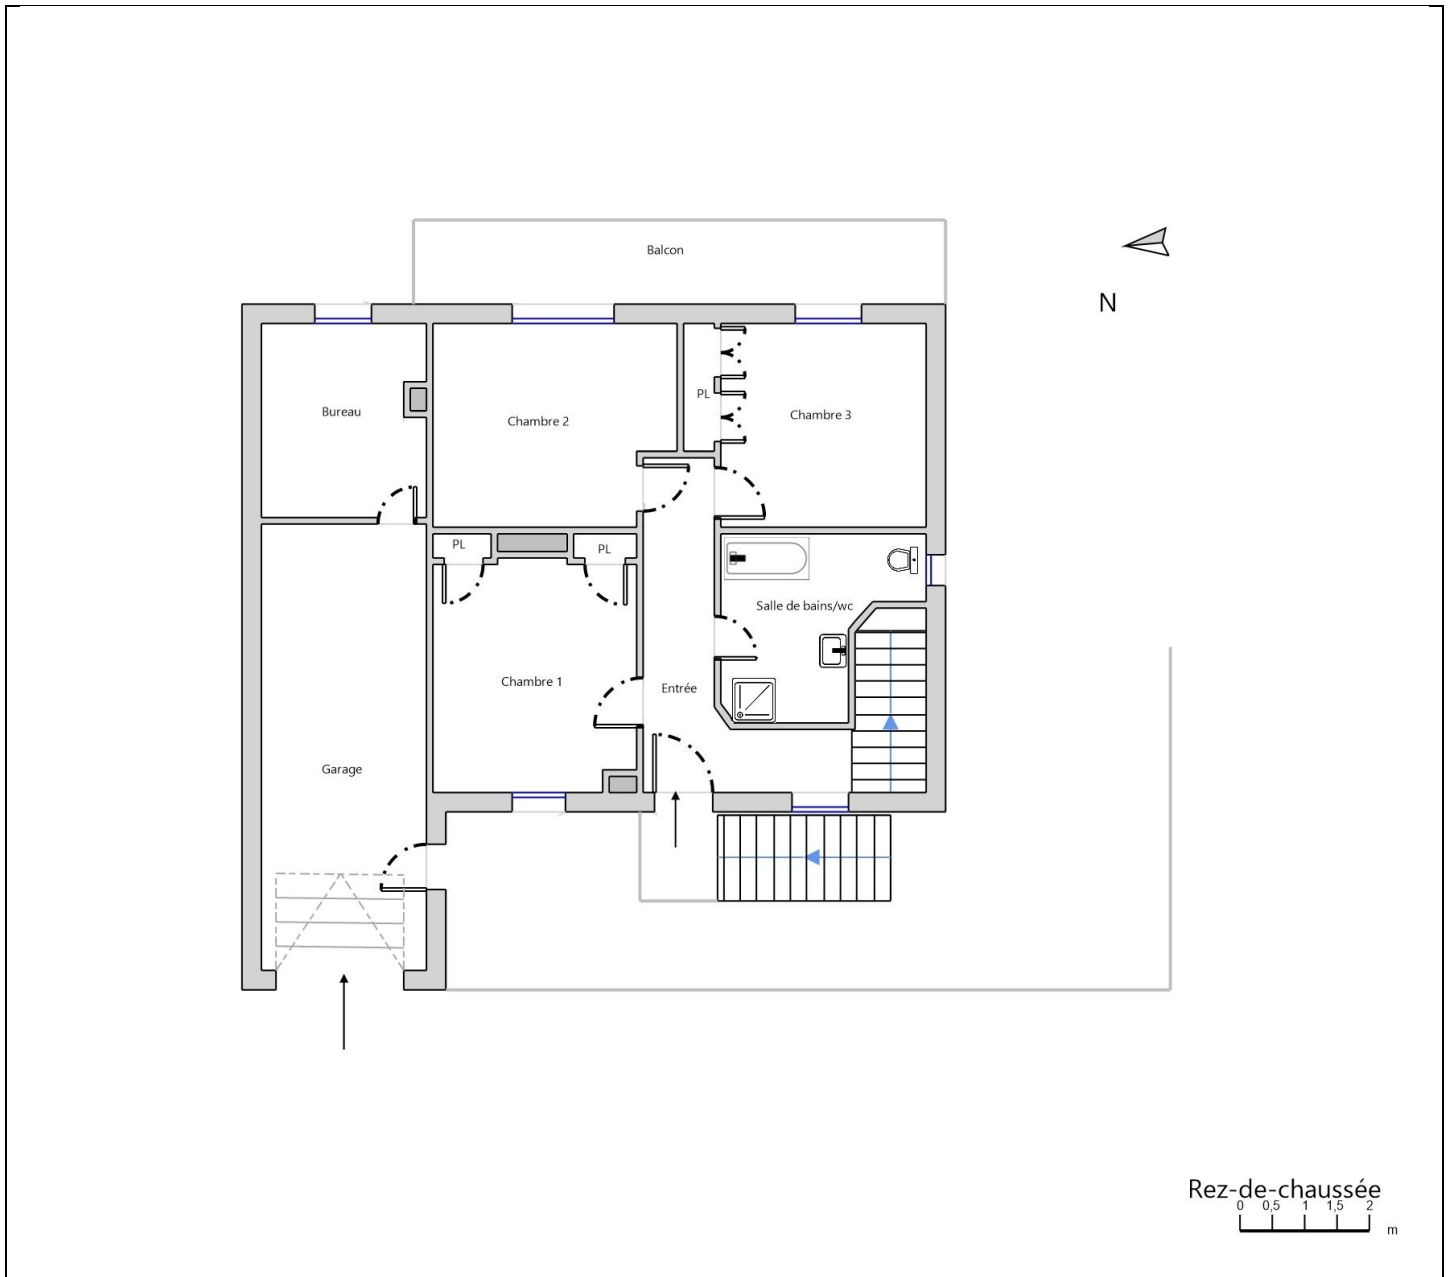 Balcon
N
PL
Bureau
Chambre 2
Chambre 3
PL
PL
Salle de bains/wc
Chambre 1
Entrée
Garage
Rez-de-chaussée
0 0,5 1 1,5 2
m